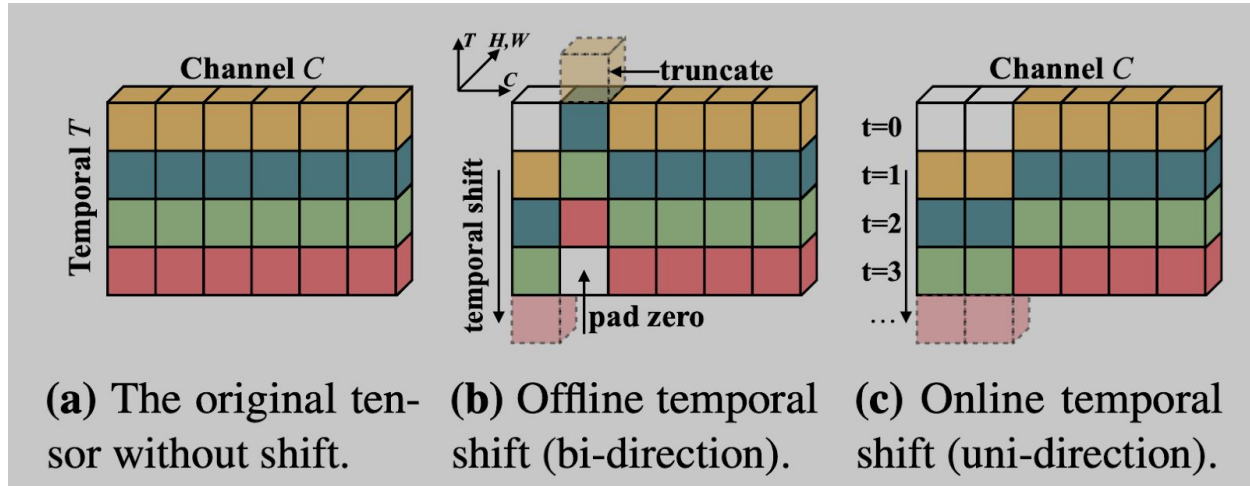 Channel C
Temporal T
(a) The original ten-
sor without shift.
T
H,W
C
truncate
temporal shift
pad zero
(b) Offline temporal
shift (bi-direction).
Channel C
t=0
t=1
t=2
t=3
...
(c) Online temporal
shift (uni-direction).